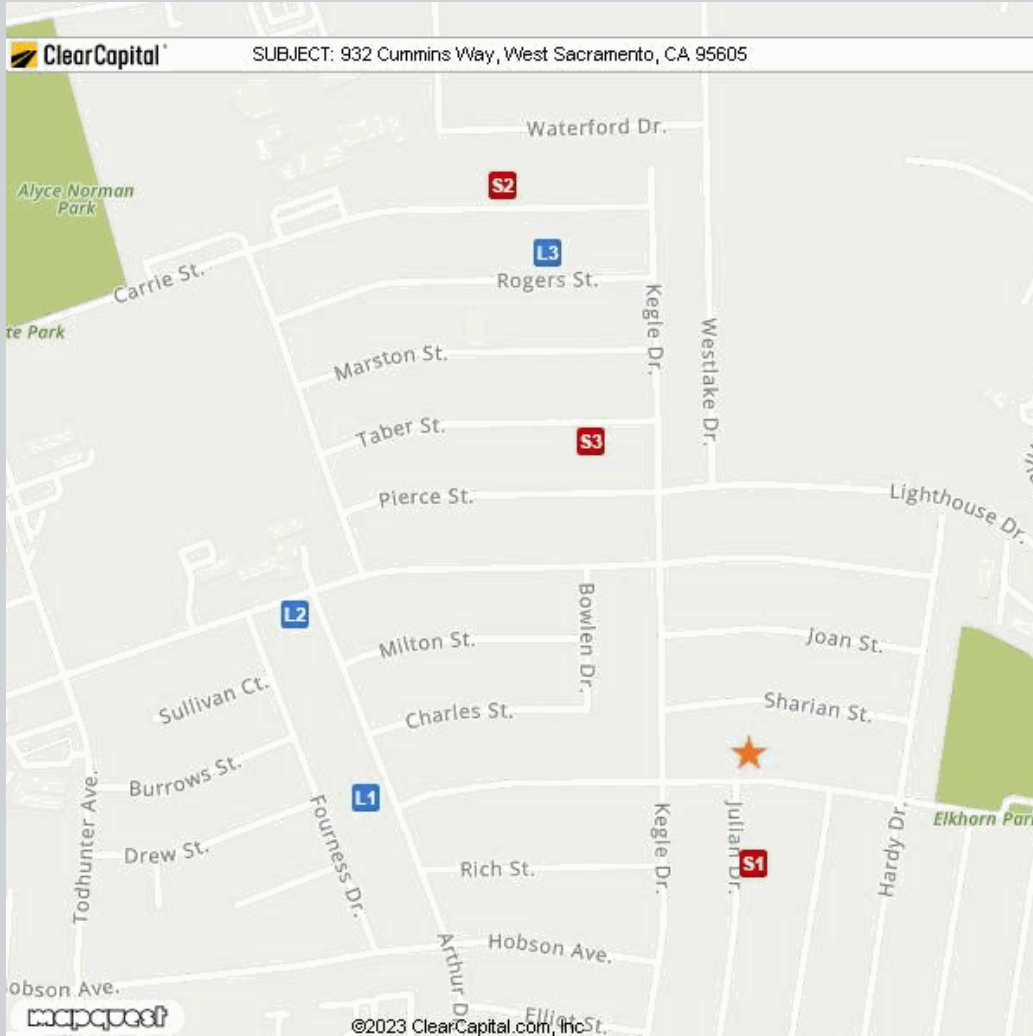 ClearCapital
SUBJECT: 932 Cummins Way, West Sacramento, CA 95605
Waterford Dr.
Alyce Norman
Park
S2
L3
Carrie St.
Rogers St.
te Park
Kegle Dr.
Westlake Dr.
Marston St.
Taber St.
S3
Pierce St.
Lighthouse Dr.
L2
Bowlen Dr.
Milton St.
Joan St.
Sullivan Ct.
Charles St.
Sharian St.
Burrows St.
L1
Todhunter Ave.
Fourness Dr.
Kegle Dr.
Julian Dr.
Hardy Dr.
Elkhorn Par
Drew St.
Rich St.
S1
Arthur D
Hobson Ave.
obson Ave.
mapquest
©2023 ClearCapital.com, Inc
Elliot St.